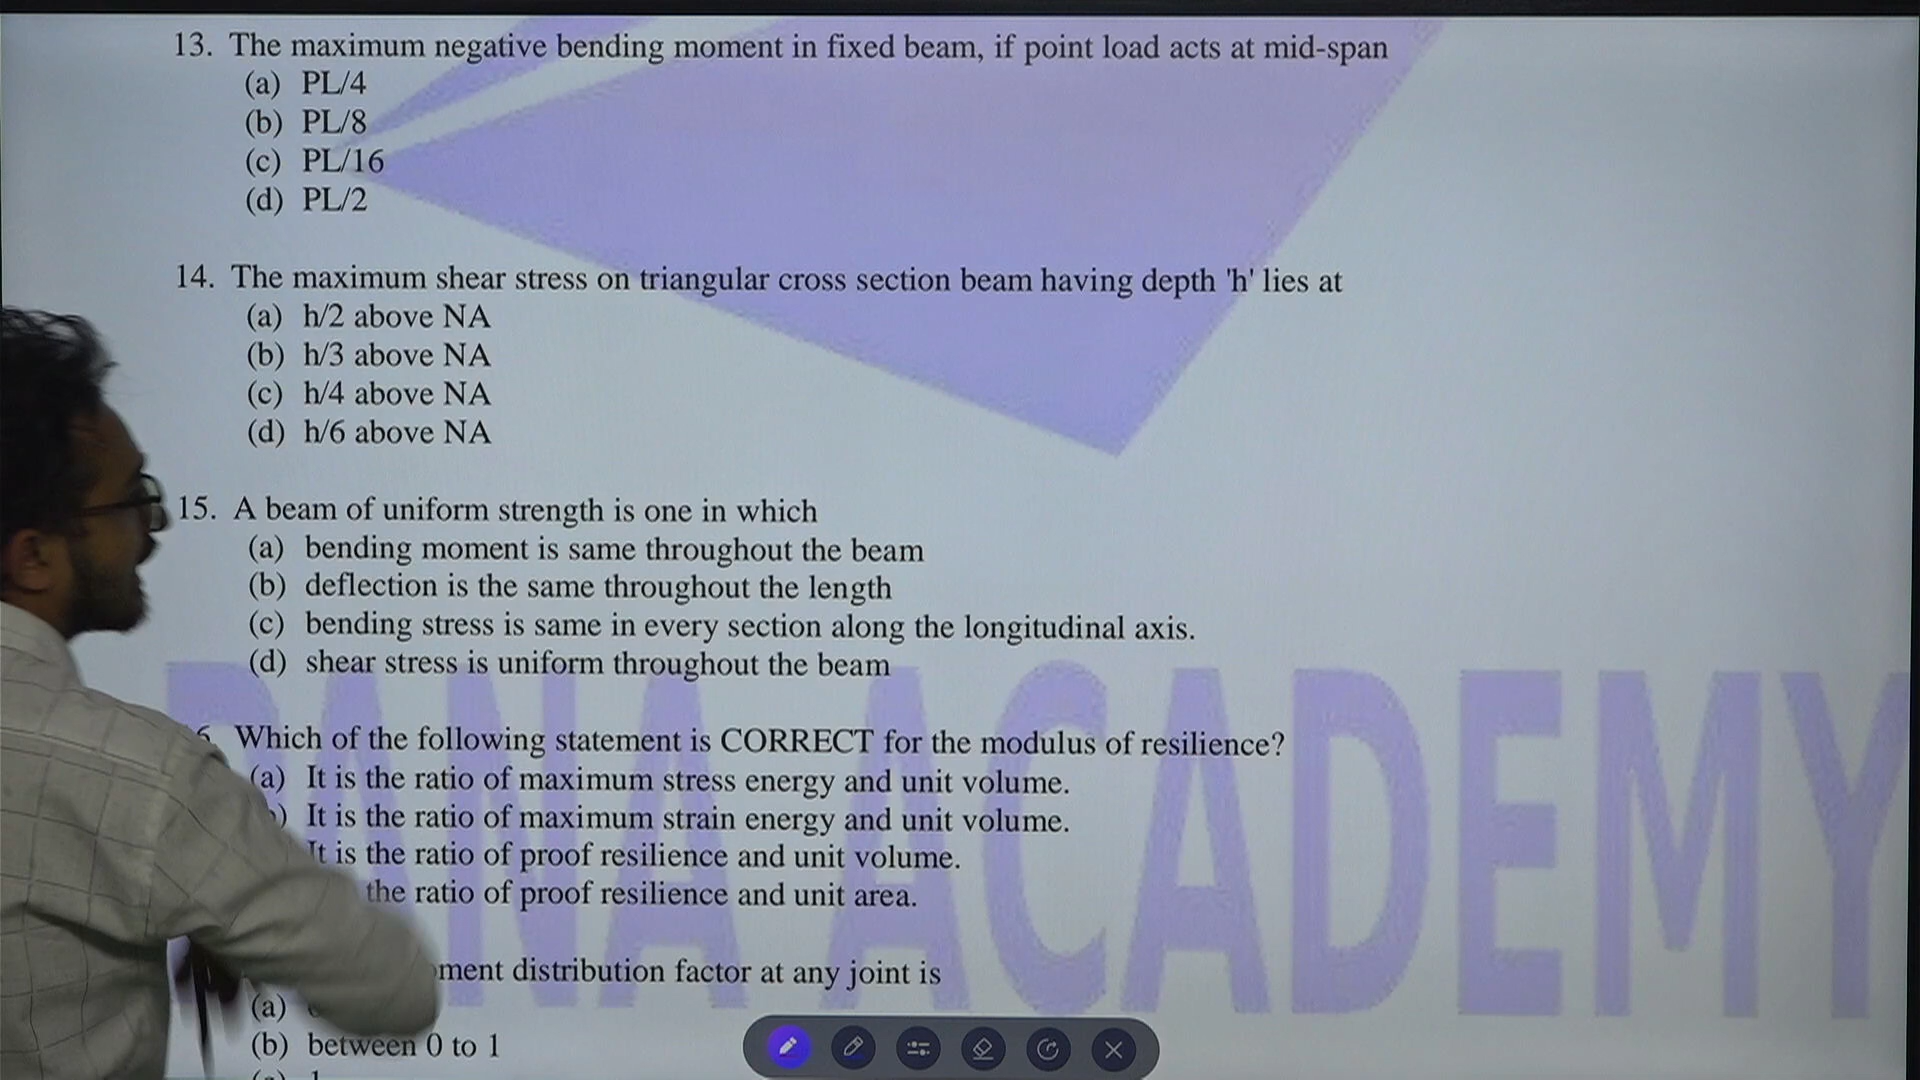 13. The maximum negative bending moment in fixed beam, if point load acts at mid-span
(a) PL/4
(b) PL/8
(c) PL/16
(d) PL/2
14. The maximum shear stress on triangular cross section beam having depth 'h' lies at
(a) h/2 above NA
(b) h/3 above NA
(c) h/4 above NA
(d) h/6 above NA
15. A beam of uniform strength is one in which
(a) bending moment is same throughout the beam
(b) deflection is the same throughout the length
(c) bending stress is same in every section along the longitudinal axis.
(d) shear stress is uniform throughout the beam
Which of the following statement is CORRECT for the modulus of resilience?
(a) It is the ratio of maximum stress energy and unit volume.
It is the ratio of maximum strain energy and unit volume.
It is the ratio of proof resilience and unit volume.
the ratio of proof resilience and unit area.
distribution factor at any joint is
(a)
(b) between 0 to 1
ACADEMY